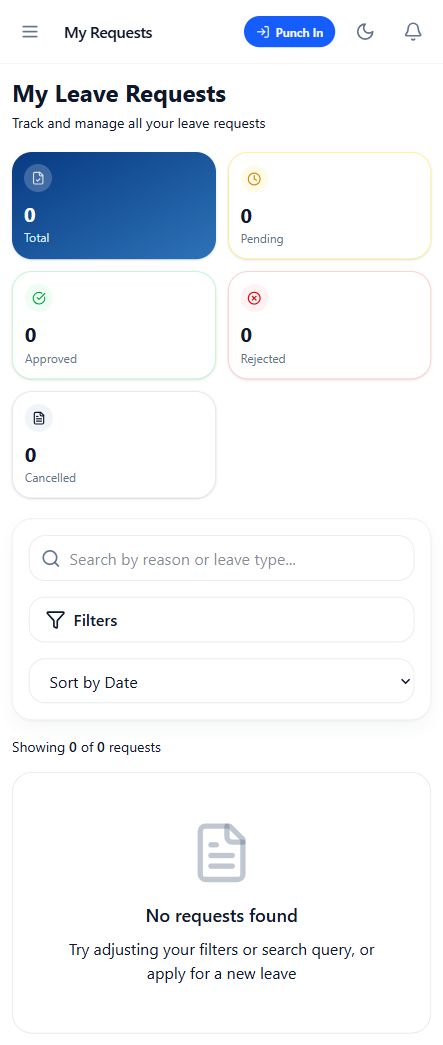 My Requests
Punch In
My Leave Requests
Track and manage all your leave requests
0
Total
0
Pending
0
Approved
0
Rejected
0
Cancelled
Search by reason or leave type...
Filters
Sort by Date
Showing 0 of 0 requests
No requests found
Try adjusting your filters or search query, or
apply for a new leave